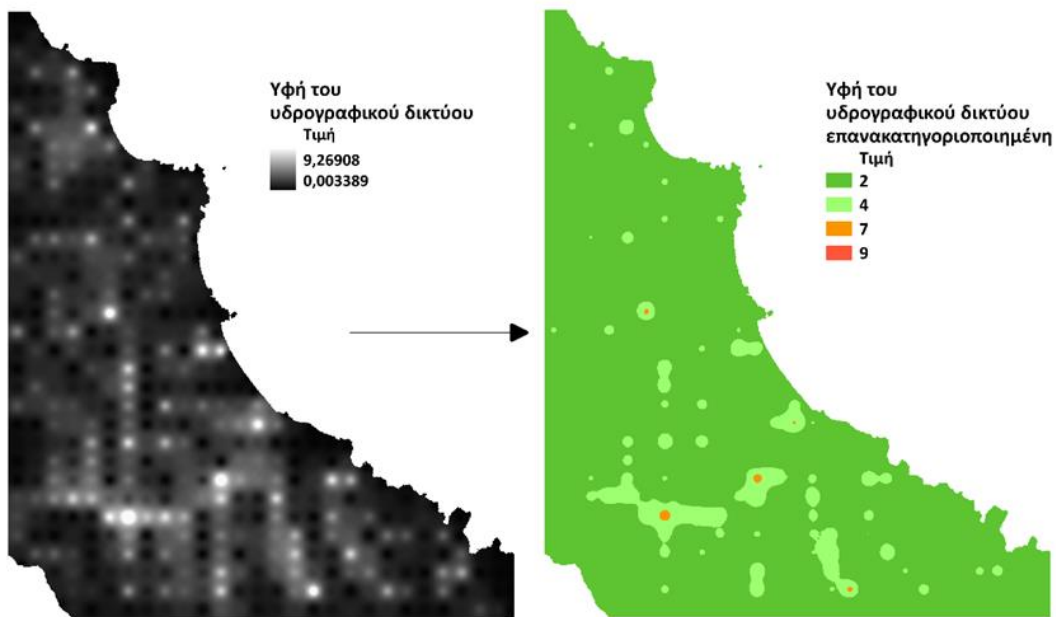 Υφή του
υδρογραφικού δικτύου
Τιμή
9,26908
0,003389
Υφή του
υδρογραφικού δικτύου
επανακατηγοριοποιημένη
Τιμή
2
4
7
9